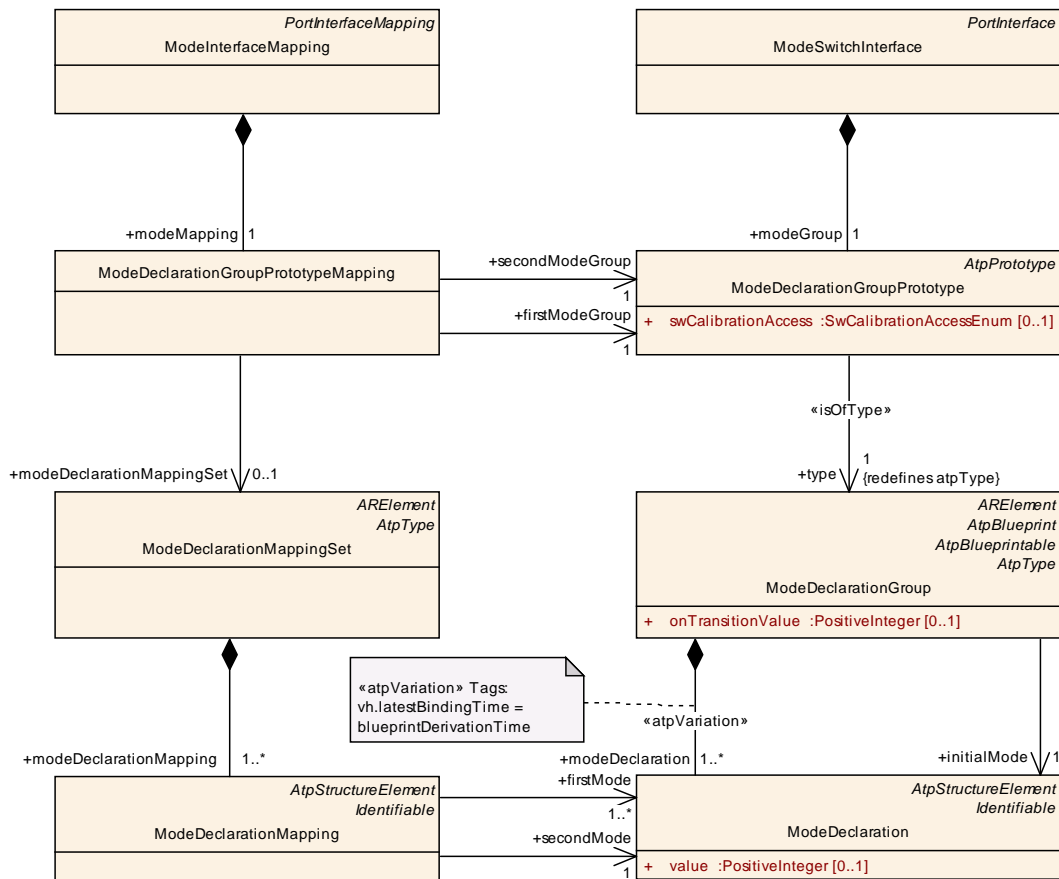 PortInterfaceMapping
ModeInterfaceMapping
PortInterface
ModeSwitchInterface
+modeMapping 1
+modeGroup 1
ModeDeclarationGroupPrototypeMapping
+secondModeGroup
1
+firstModeGroup
1
AtpPrototype
ModeDeclarationGroupPrototype
+ swCalibrationAccess :SwCalibrationAccessEnum [0..1]
«isOfType»
+modeDeclarationMappingSet 0..1
1
+type {redefines atpType}
ARElement
AtpType
ModeDeclarationMappingSet
ARElement
AtpBlueprint
AtpBlueprintable
AtpType
ModeDeclarationGroup
+ onTransitionValue :PositiveInteger [0..1]
«atpVariation» Tags:
vh.latestBindingTime =
blueprintDerivationTime
«atpVariation»
+modeDeclarationMapping 1..*
+modeDeclaration 1..*
+initialMode 1
AtpStructureElement
Identifiable
ModeDeclarationMapping
+firstMode
1..*
+secondMode
1
AtpStructureElement
Identifiable
ModeDeclaration
+ value :PositiveInteger [0..1]